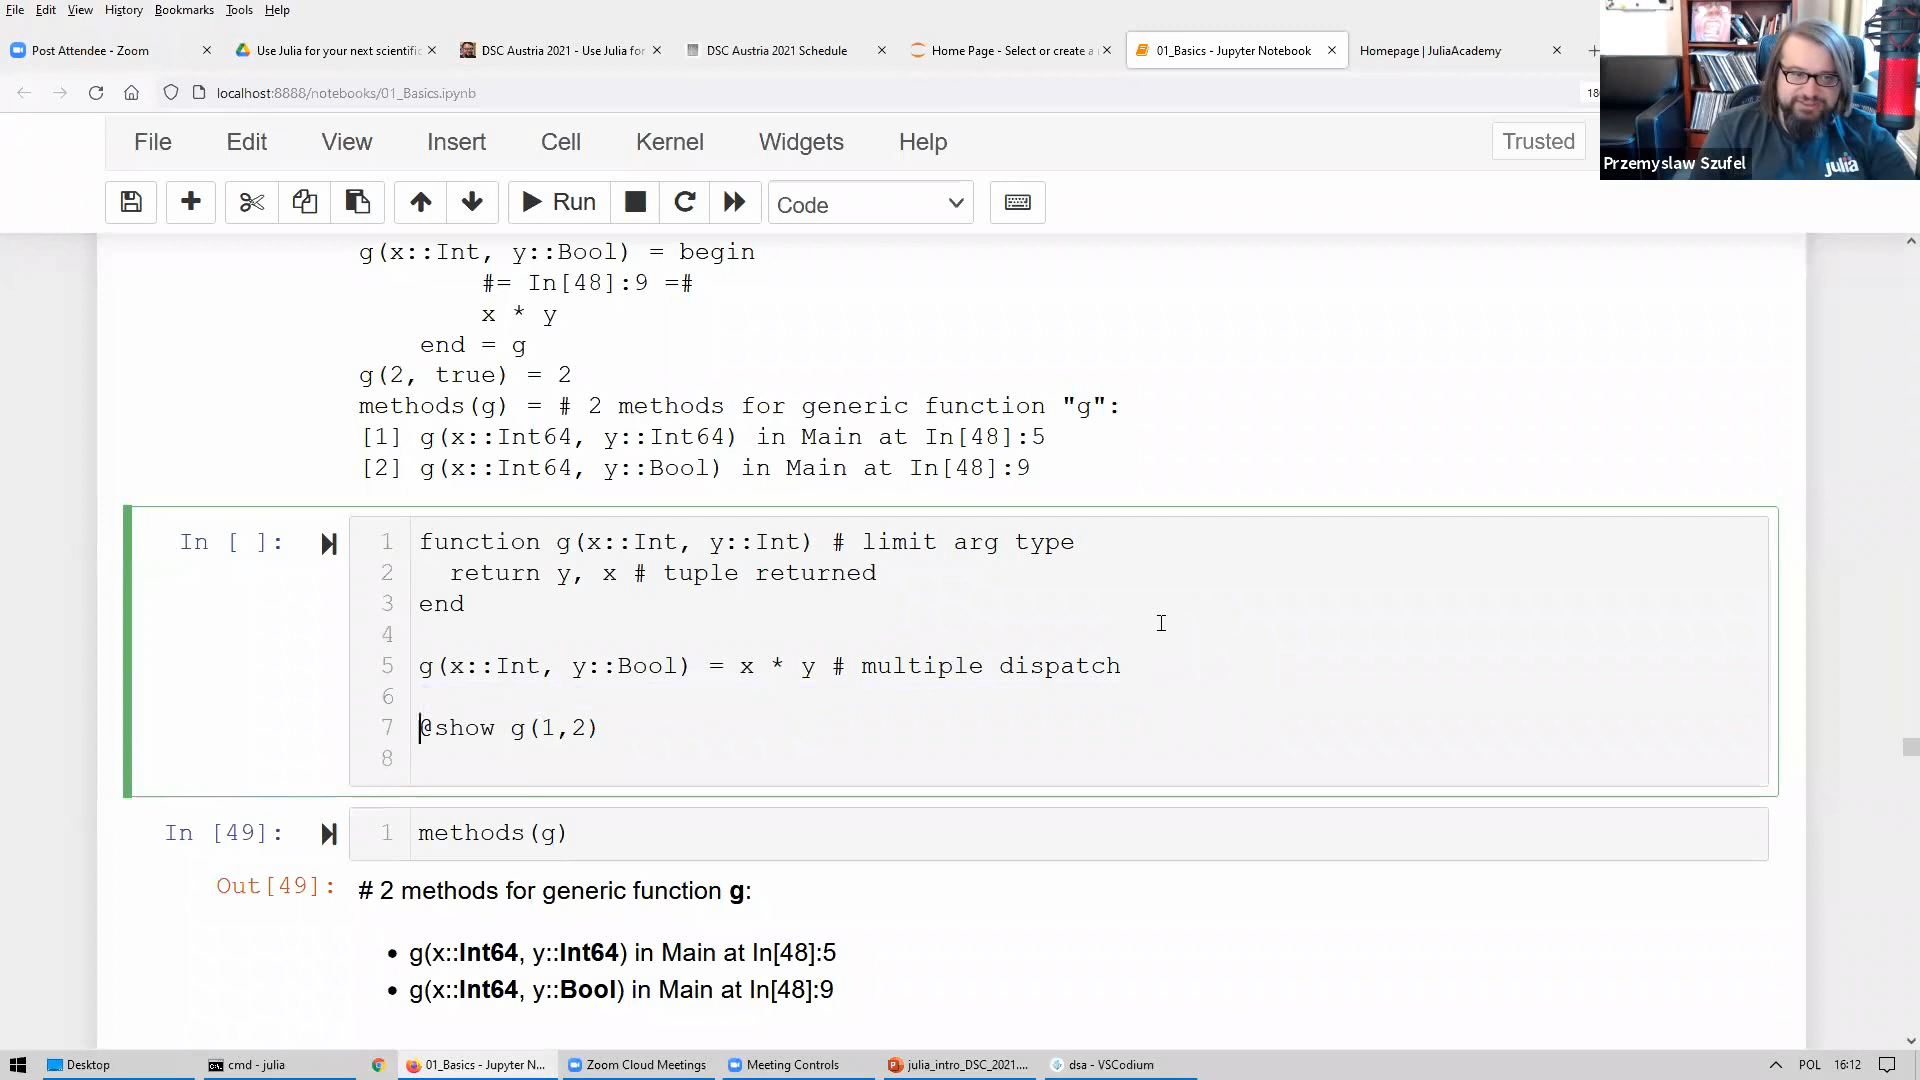 File Edit View History Bookmarks Tools Help
Post Attendee - Zoom
Use Julia for your next scientific
DSC Austria 2021 - Use Julia for
DSC Austria 2021 Schedule
Home Page - Select or create a
01_Basics - Jupyter Notebook
Homepage | JuliaAcademy
localhost:8888/notebooks/01_Basics.ipynb
Przemyslaw Szufel
julia
File Edit View Insert Cell Kernel Widgets Help
Trusted
Run
Code
g(x::Int, y::Bool) = begin
#= In[48]:9 =#
x * y
end = g
g(2, true) = 2
methods(g) = # 2 methods for generic function "g":
[1] g(x::Int64, y::Int64) in Main at In[48]:5
[2] g(x::Int64, y::Bool) in Main at In[48]:9
In [ ]:
1 function g(x::Int, y::Int) # limit arg type
2 return y, x # tuple returned
3 end
4
5 g(x::Int, y::Bool) = x * y # multiple dispatch
6
7 @show g(1,2)
8
In [49]:
1 methods(g)
Out[49]:
# 2 methods for generic function g:
• g(x::Int64, y::Int64) in Main at In[48]:5
• g(x::Int64, y::Bool) in Main at In[48]:9
Desktop
cmd - julia
01_Basics - Jupyter N...
Zoom Cloud Meetings
Meeting Controls
julia_intro_DSC_2021....
dsa - VSCodium
POL
16:12